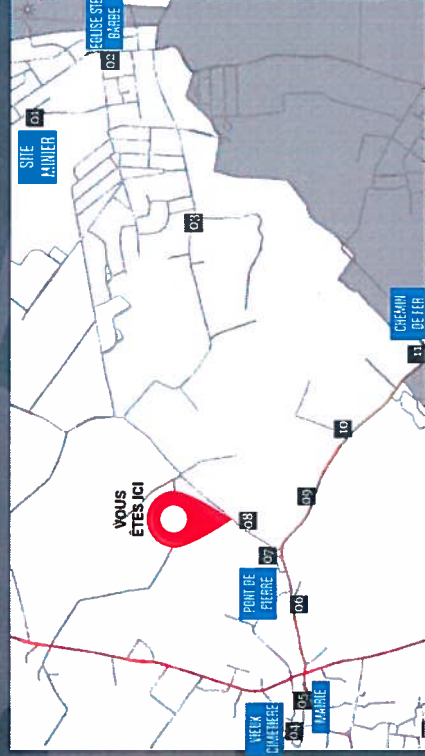 EGLISE STE
BARBE
02
01
SITE
MINIER
03
CHEMIN
DE FER
11
VOUS
ÊTES ICI
10
09
08
07
PONT DE
PIERRE
06
05
MAIRIE
VIEUX
CIMETIERE
04